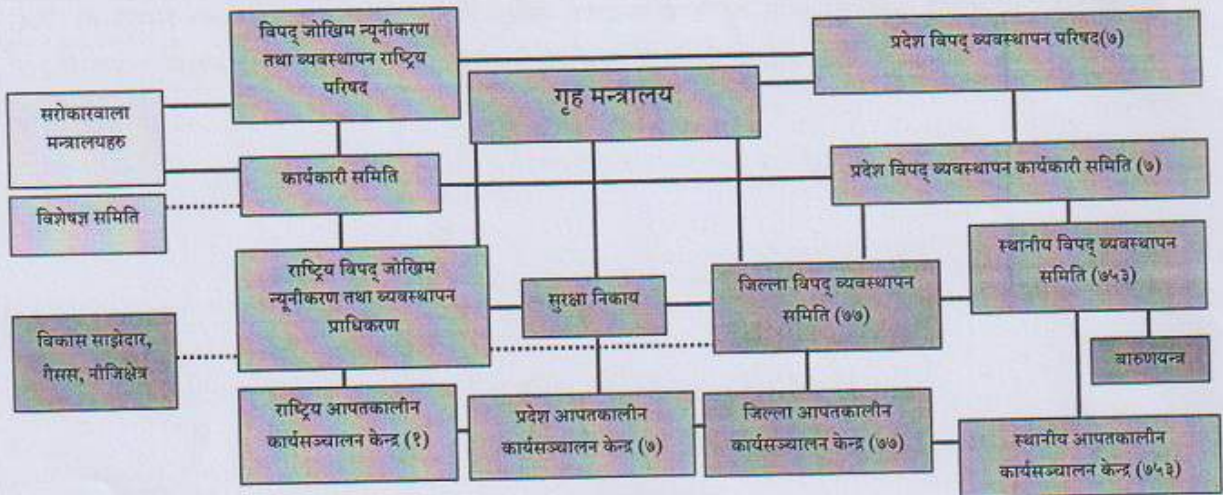 विपद् जोखिम न्यूनीकरण
तथा ब्यवस्थापन राष्ट्रिय
परिषद
प्रदेश विपद् ब्यवस्थापन परिषद(७)
गृह मन्त्रालय
सरोकारवाला
मन्त्रालयहरु
कार्यकारी समिति
प्रदेश विपद् ब्यवस्थापन कार्यकारी समिति (७)
विशेषज्ञ समिति
स्थानीय विपद् ब्यवस्थापन
समिति (७५३)
राष्ट्रिय विपद् जोखिम
न्यूनीकरण तथा ब्यवस्थापन
प्राधिकरण
सुरक्षा निकाय
जिल्ला विपद् ब्यवस्थापन
समिति (७७)
विकास साझेदार,
गैसस, नीजिक्षेत्र
बारुणयन्त्र
राष्ट्रिय आपतकालीन
कार्यसञ्चालन केन्द्र (१)
प्रदेश आपतकालीन
कार्यसञ्चालन केन्द्र (७)
जिल्ला आपतकालीन
कार्यसञ्चालन केन्द्र (७७)
स्थानीय आपतकालीन
कार्यसञ्चालन केन्द्र (७५३)